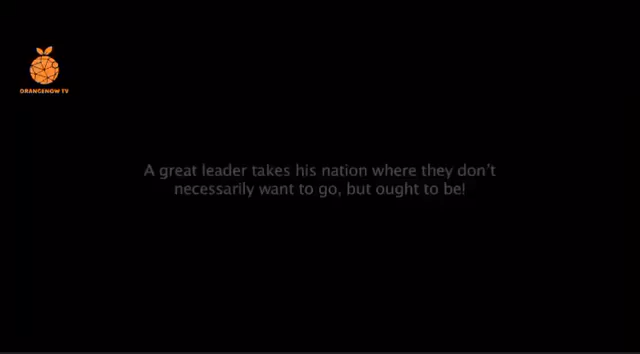 ORANGENOW TV
A great leader takes his nation where they don't
necessarily want to go, but ought to be!